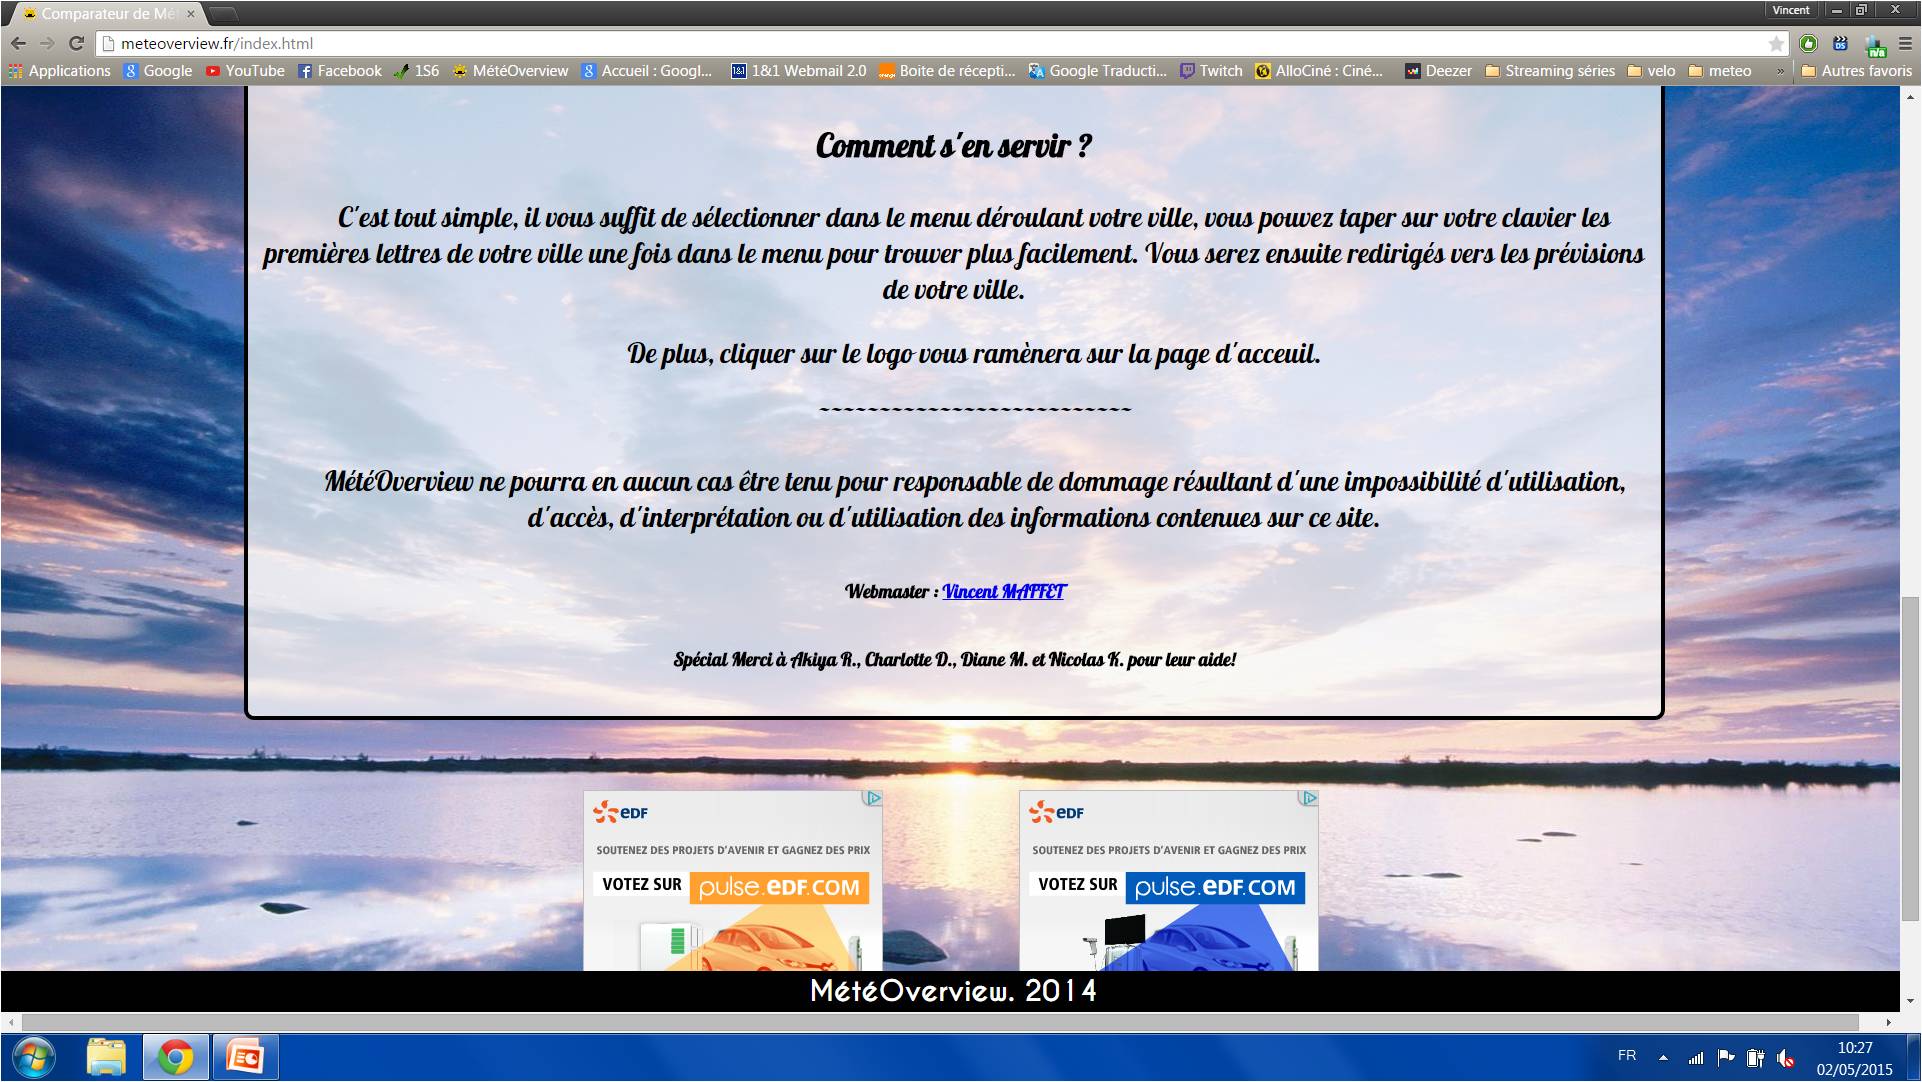 Comparateur de Mé
Vincent
meteoverview.fr/index.html
Applications Google YouTube Facebook 1S6 MétéOverview Accueil : Googl... 1&1 Webmail 2.0 Boite de récepti... Google Traducti... Twitch AlloCiné : Ciné... Deezer Streaming séries velo meteo » Autres favoris
DS
n/a
Comment s'en servir ?
C'est tout simple, il vous suffit de sélectionner dans le menu déroulant votre ville, vous pouvez taper sur votre clavier les
premières lettres de votre ville une fois dans le menu pour trouver plus facilement. Vous serez ensuite redirigés vers les prévisions
de votre ville.
De plus, cliquer sur le logo vous ramènera sur la page d'acceuil.
~~~~~~~~~~~~~~~~~~~~~~~~~~
MétéOverview ne pourra en aucun cas être tenu pour responsable de dommage résultant d'une impossibilité d'utilisation,
d'accès, d'interprétation ou d'utilisation des informations contenues sur ce site.
Webmaster : Vincent MAFFET
Spécial Merci à Akiya R., Charlotte D., Diane M. et Nicolas K. pour leur aide!
eDF
SOUTENEZ DES PROJETS D'AVENIR ET GAGNEZ DES PRIX
VOTEZ SUR pulse.eDF.COM
eDF
SOUTENEZ DES PROJETS D'AVENIR ET GAGNEZ DES PRIX
VOTEZ SUR pulse.eDF.COM
MétéOverview. 2014
FR
10:27
02/05/2015